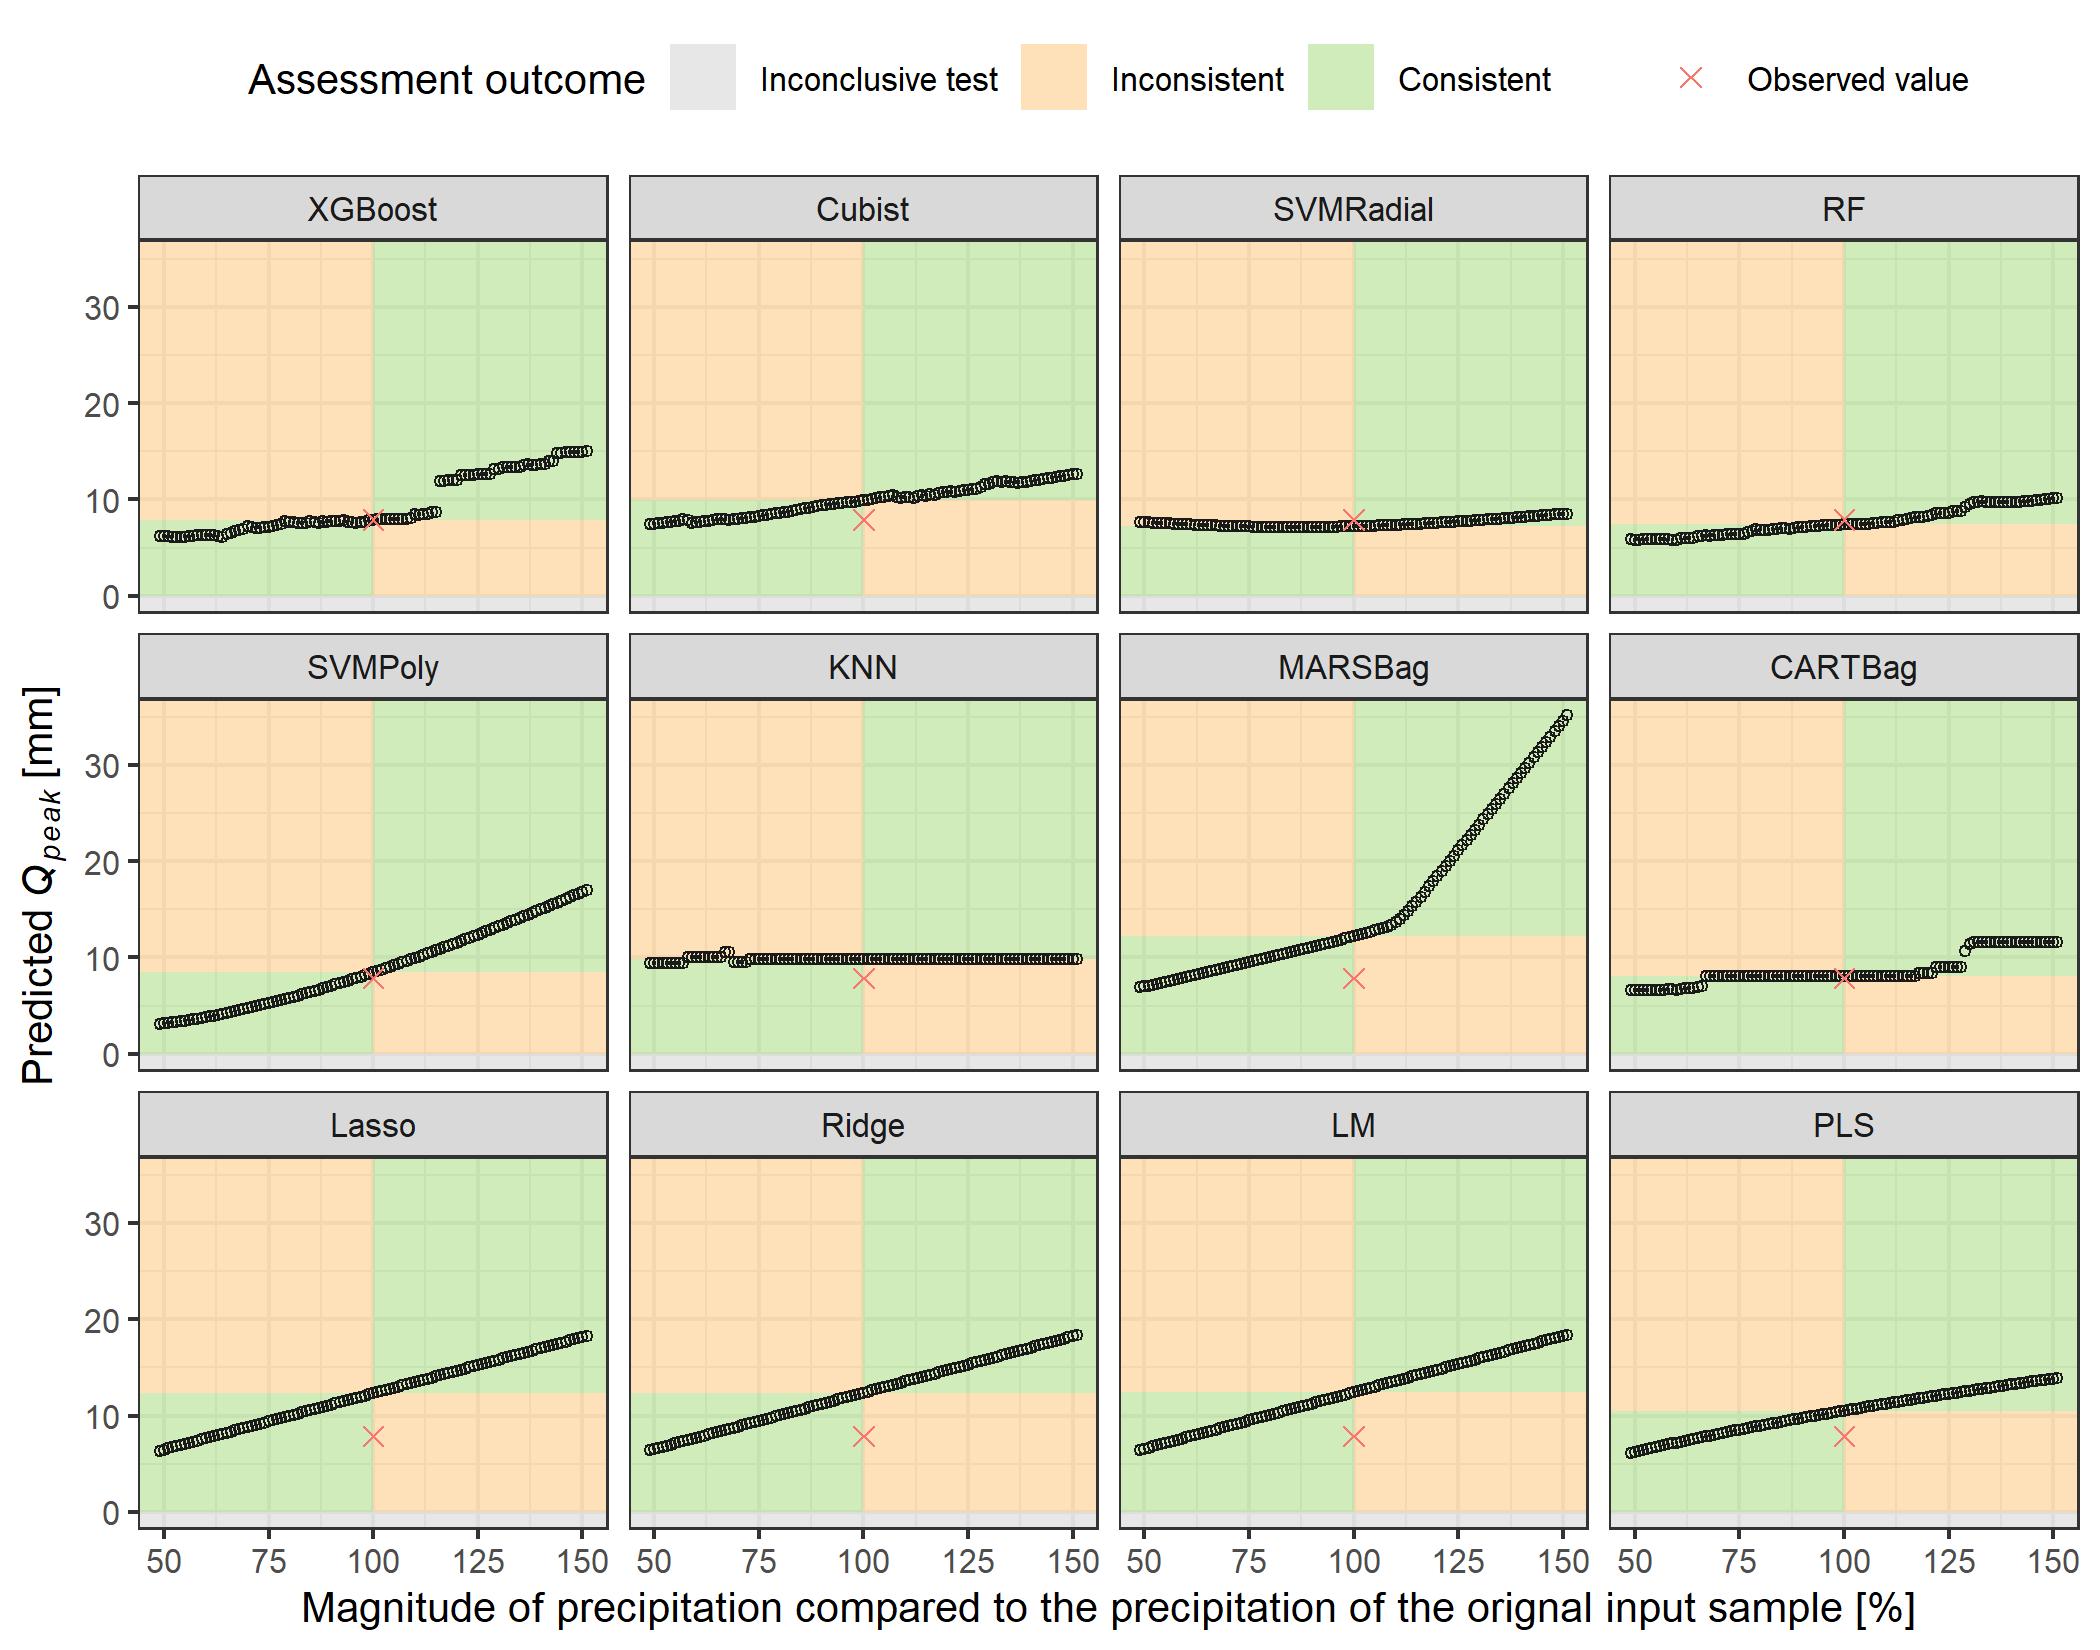 Assessment outcome Inconclusive test Inconsistent Consistent Observed value
XGBoost Cubist SVMRadial RF
30
20
10
0
SVMPoly KNN MARSBag CARTBag
30
20
10
0
Lasso Ridge LM PLS
30
20
10
0
Predicted Qpeak [mm]
50 75 100 125 150 50 75 100 125 150 50 75 100 125 150 50 75 100 125 150
Magnitude of precipitation compared to the precipitation of the orignal input sample [%]